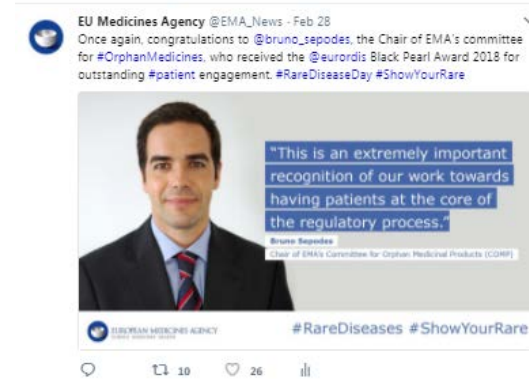 EU Medicines Agency @EMA_News · Feb 28
Once again, congratulations to @bruno_sepodes, the Chair of EMA's committee
for #OrphanMedicines, who received the @eurordis Black Pearl Award 2018 for
outstanding #patient engagement. #RareDiseaseDay #ShowYourRare
"This is an extremely important
recognition of our work towards
having patients at the core of
the regulatory process."
Bruno Sepodes
Chair of EMA's Committee for Orphan Medicinal Products (COMP)
EUROPEAN MEDICINES AGENCY
#RareDiseases #ShowYourRare
10 26